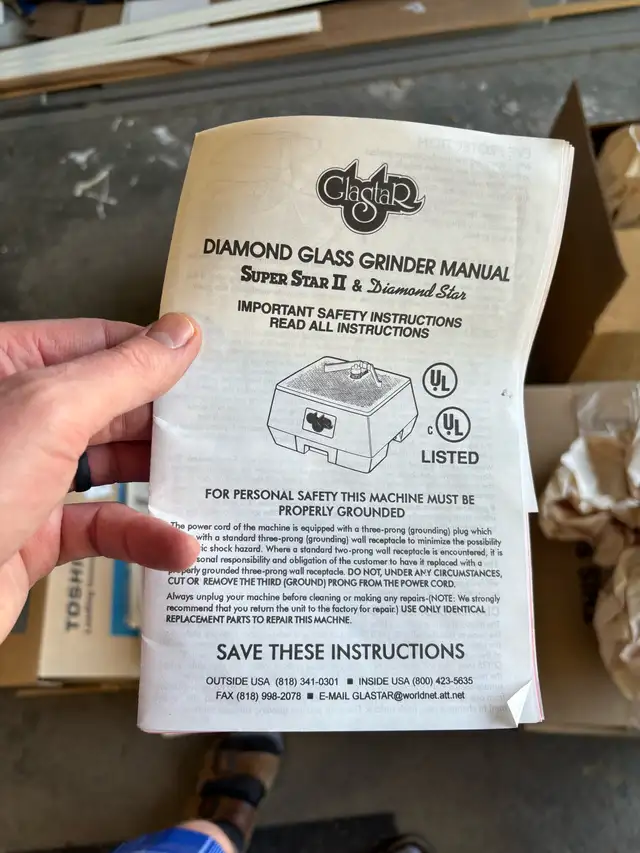 GlaStaR
DIAMOND GLASS GRINDER MANUAL
SUPER STAR II & Diamond Star
IMPORTANT SAFETY INSTRUCTIONS
READ ALL INSTRUCTIONS
UL
C UL
LISTED
FOR PERSONAL SAFETY THIS MACHINE MUST BE
PROPERLY GROUNDED
The power cord of the machine is equipped with a three-prong (grounding) plug which
with a standard three-prong (grounding) wall receptacle to minimize the possibility
ic shock hazard. Where a standard two-prong wall receptacle is encountered, it is
sonal responsibility and obligation of the customer to have it replaced with a
properly grounded three-prong wall receptacle. DO NOT, UNDER ANY CIRCUMSTANCES,
CUT OR REMOVE THE THIRD (GROUND) PRONG FROM THE POWER CORD.
Always unplug your machine before cleaning or making any repairs-(NOTE: We strongly
recommend that you return the unit to the factory for repair.) USE ONLY IDENTICAL
REPLACEMENT PARTS TO REPAIR THIS MACHINE.
SAVE THESE INSTRUCTIONS
OUTSIDE USA (818) 341-0301 ■ INSIDE USA (800) 423-5635
FAX (818) 998-2078 ■ E-MAIL GLASTAR@worldnet.att.net
TOSHI